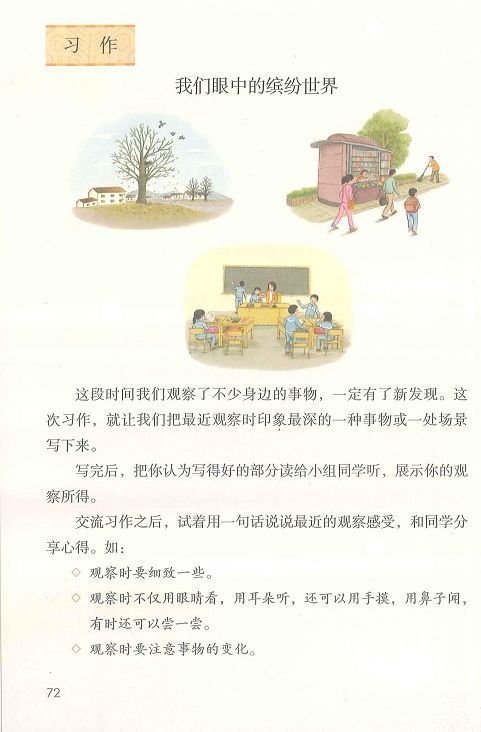 习 作
我们眼中的缤纷世界
这段时间我们观察了不少身边的事物，一定有了新发现。这
次习作，就让我们把最近观察时印象最深的一种事物或一处场景
写下来。
写完后，把你认为写得好的部分读给小组同学听，展示你的观
察所得。
交流习作之后，试着用一句话说说最近的观察感受，和同学分
享心得。如：
◇ 观察时要细致一些。
◇ 观察时不仅用眼睛看，用耳朵听，还可以用手摸，用鼻子闻，
有时还可以尝一尝。
◇ 观察时要注意事物的变化。
72